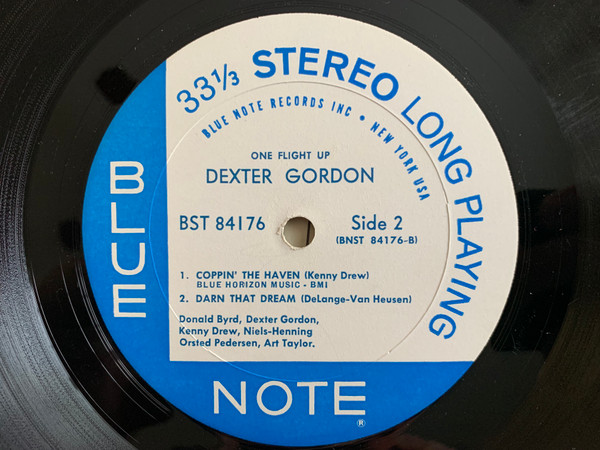 33 1/3 STEREO LONG PLAYING
BLUE NOTE RECORDS INC • NEW YORK USA
ONE FLIGHT UP
DEXTER GORDON
BST 84176
Side 2
(BNST 84176-B)
1. COPPIN' THE HAVEN (Kenny Drew)
BLUE HORIZON MUSIC - BMI
2. DARN THAT DREAM (DeLange-Van Heusen)
Donald Byrd, Dexter Gordon,
Kenny Drew, Niels-Henning
Orsted Pedersen, Art Taylor.
BLUE
NOTE®